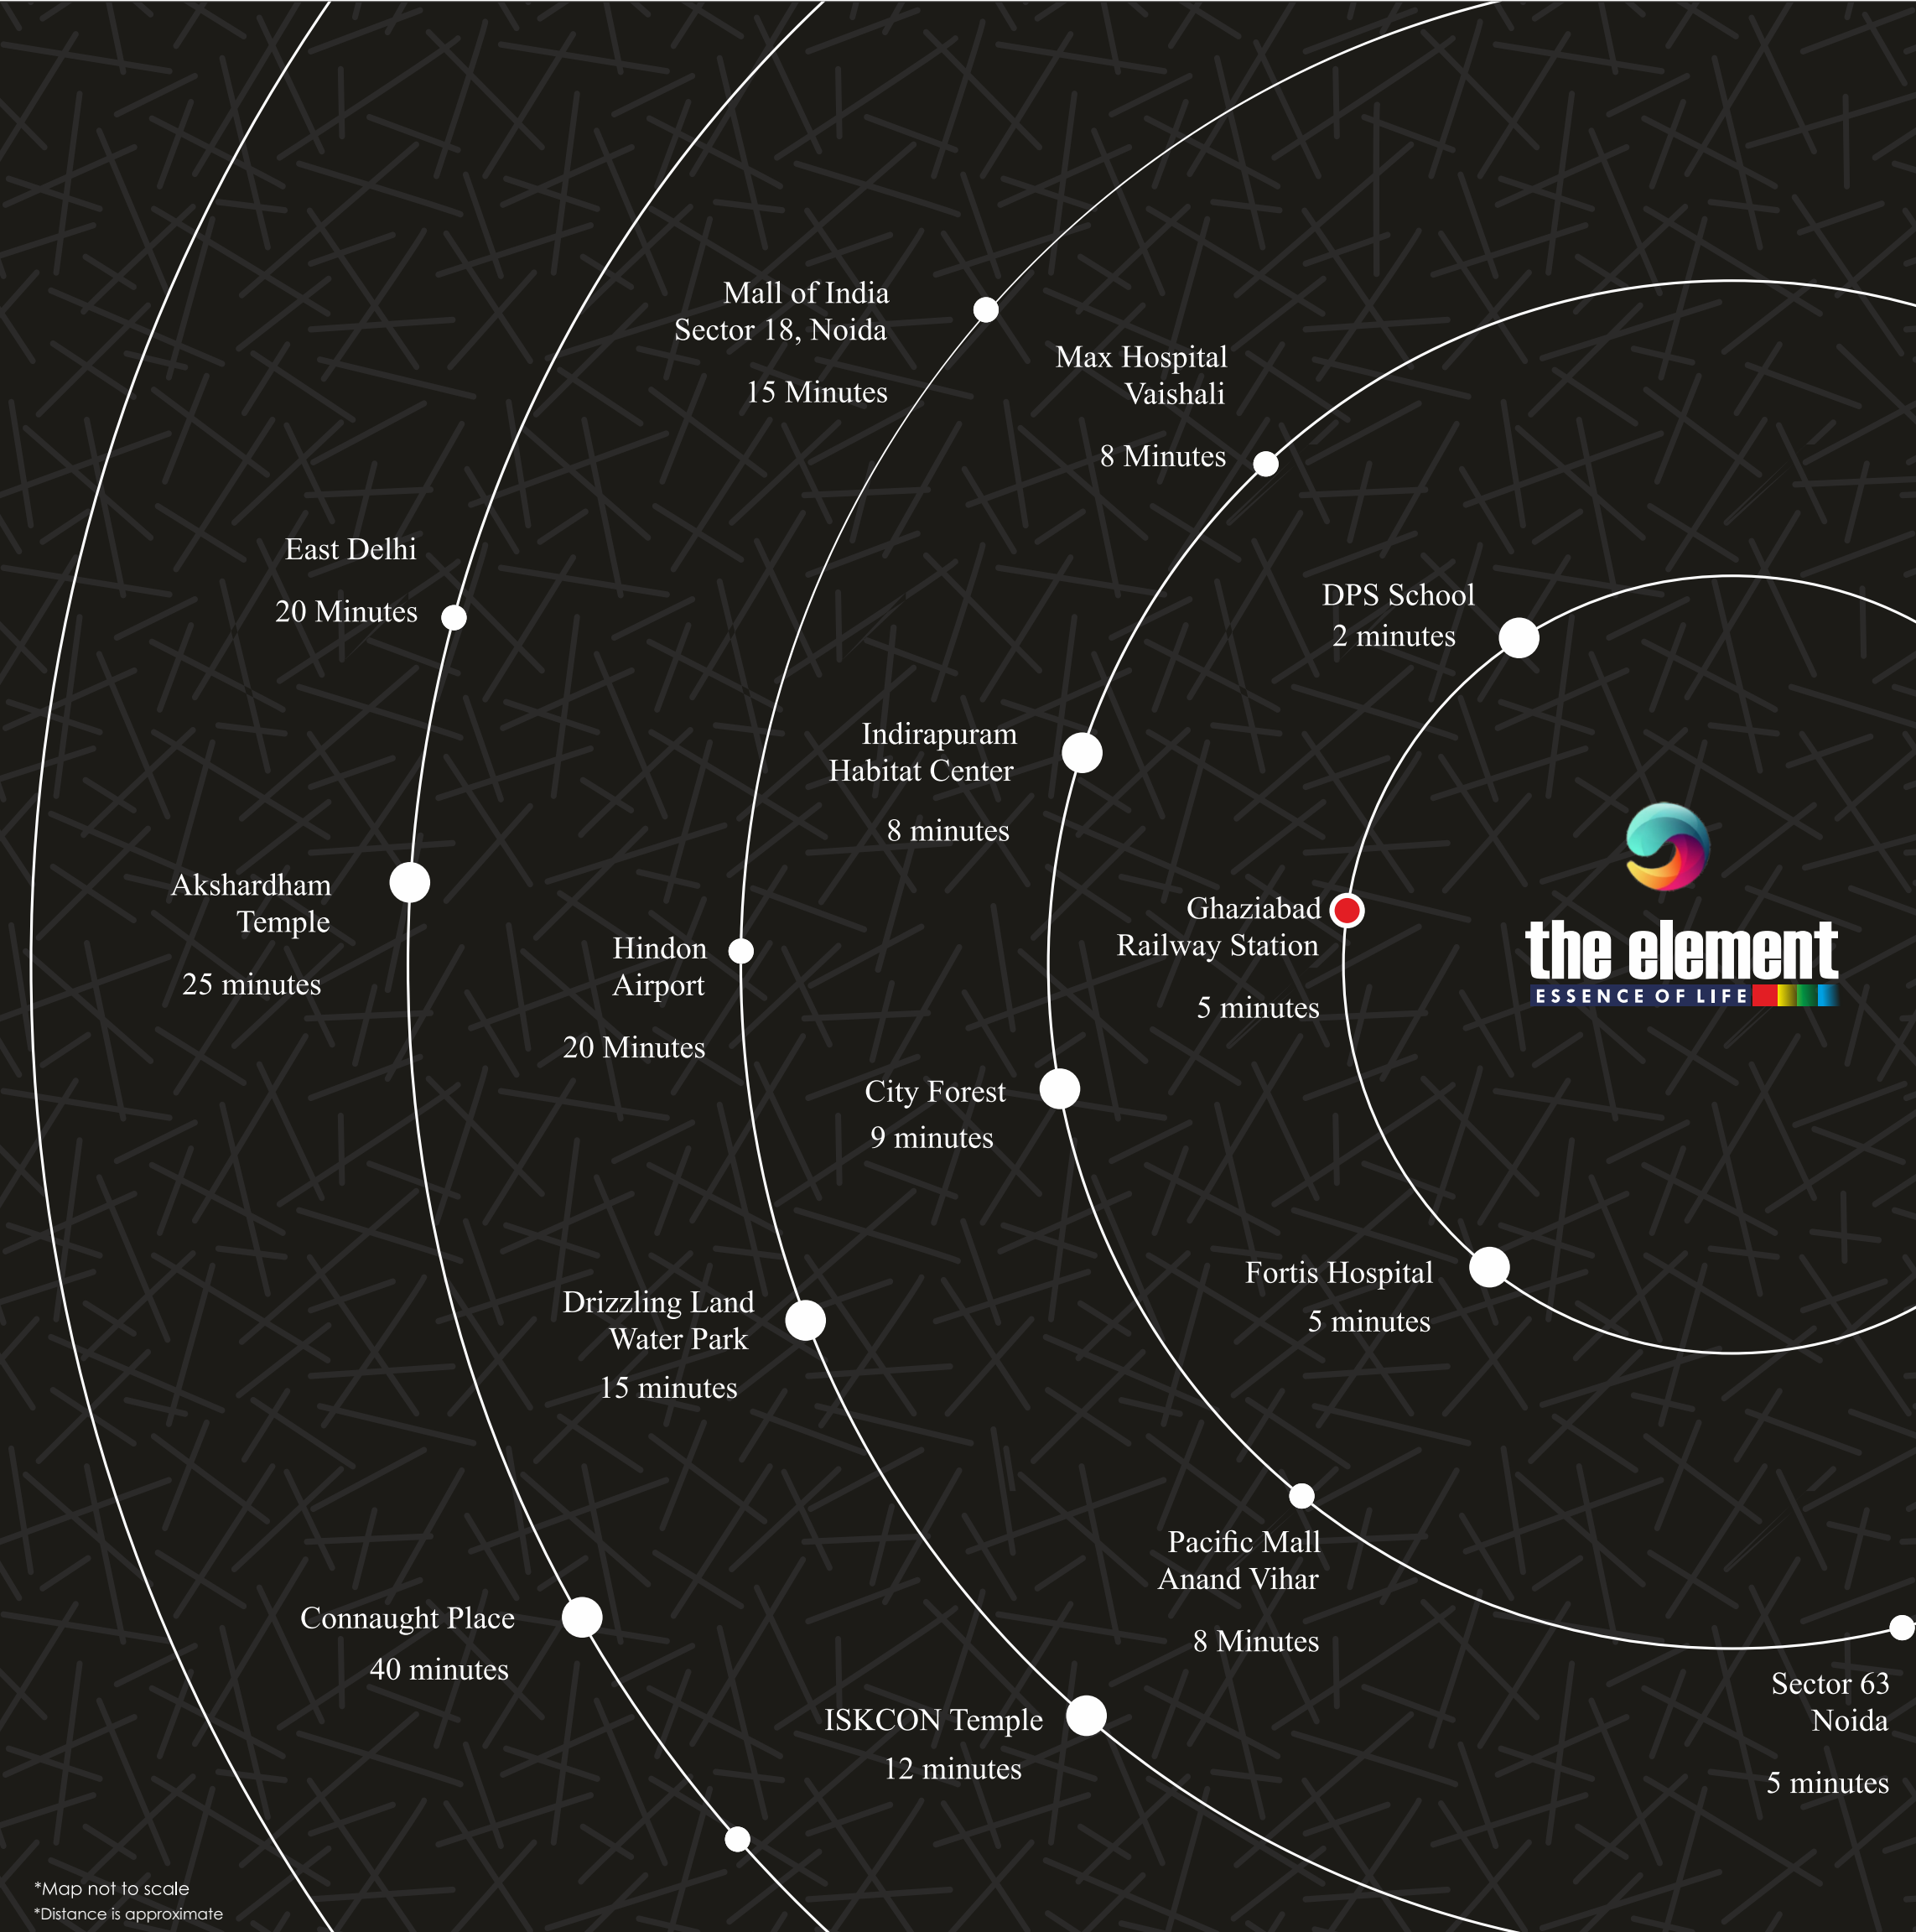 Mall of India
Sector 18, Noida
15 Minutes
Max Hospital
Vaishali
8 Minutes
East Delhi
20 Minutes
DPS School
2 minutes
Indirapuram
Habitat Center
8 minutes
Akshardham
Temple
25 minutes
Hindon
Airport
20 Minutes
Ghaziabad
Railway Station
5 minutes
the element
ESSENCE OF LIFE
City Forest
9 minutes
Fortis Hospital
5 minutes
Drizzling Land
Water Park
15 minutes
Pacific Mall
Anand Vihar
8 Minutes
Connaught Place
40 minutes
ISKCON Temple
12 minutes
Sector 63
Noida
5 minutes
*Map not to scale
*Distance is approximate